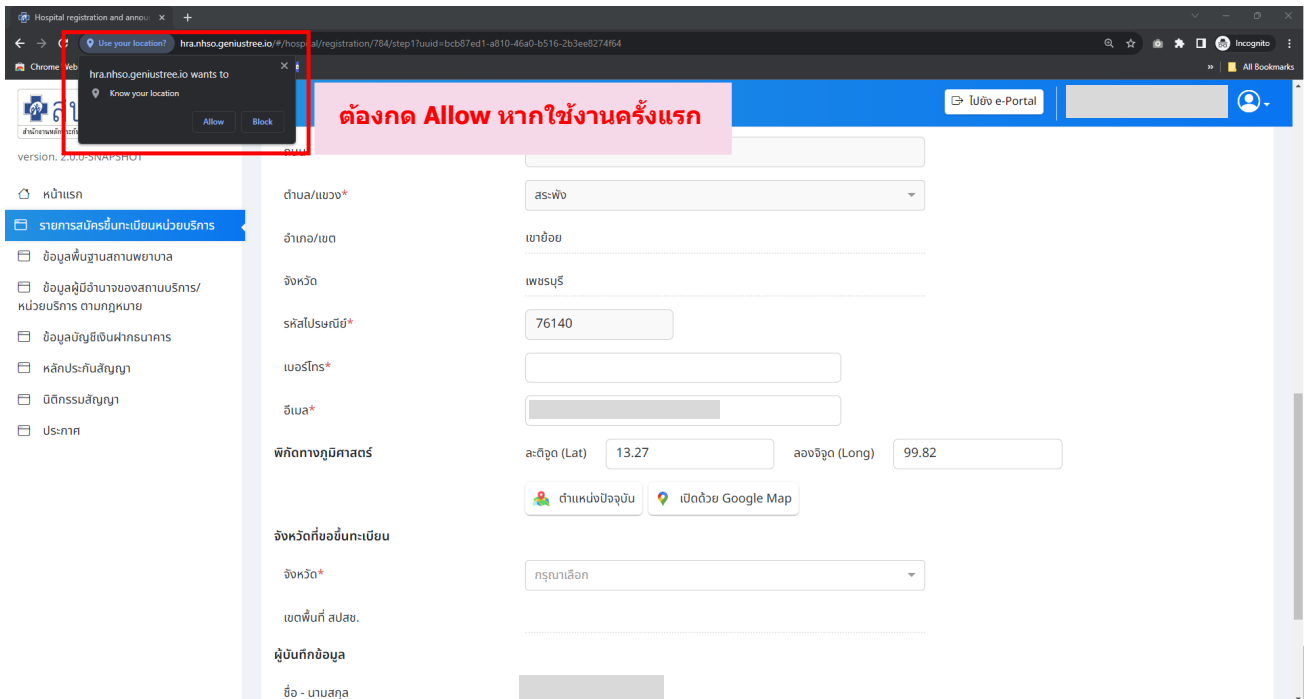 Hospital registration and annou
Use your location?
hra.nhso.geniustree.io/#/hospital/registration/784/step1?uuid=bcb87ed1-a810-46a0-b516-2b3ee8274f64
Incognito
Chrome Web
All Bookmarks
hra.nhso.geniustree.io wants to
Know your location
Allow
Block
ต้องกด Allow หากใช้งานครั้งแรก
ไปยัง e-Portal
version. 2.0.0-SNAPSHOT
หน้าแรก
รายการสมัครขึ้นทะเบียนหน่วยบริการ
ข้อมูลพื้นฐานสถานพยาบาล
ข้อมูลผู้มีอำนาจของสถานบริการ/
หน่วยบริการ ตามกฎหมาย
ข้อมูลบัญชีเงินฝากธนาคาร
หลักประกันสัญญา
นิติกรรมสัญญา
ประกาศ
ถนน
ตำบล/แขวง* สระพัง
อำเภอ/เขต เขาย้อย
จังหวัด เพชรบุรี
รหัสไปรษณีย์* 76140
เบอร์โทร*
อีเมล*
พิกัดทางภูมิศาสตร์ ละติจูด (Lat) 13.27 ลองจิจูด (Long) 99.82
ตำแหน่งปัจจุบัน เปิดด้วย Google Map
จังหวัดที่ขอขึ้นทะเบียน
จังหวัด* กรุณาเลือก
เขตพื้นที่ สปสช.
ผู้บันทึกข้อมูล
ชื่อ - นามสกุล